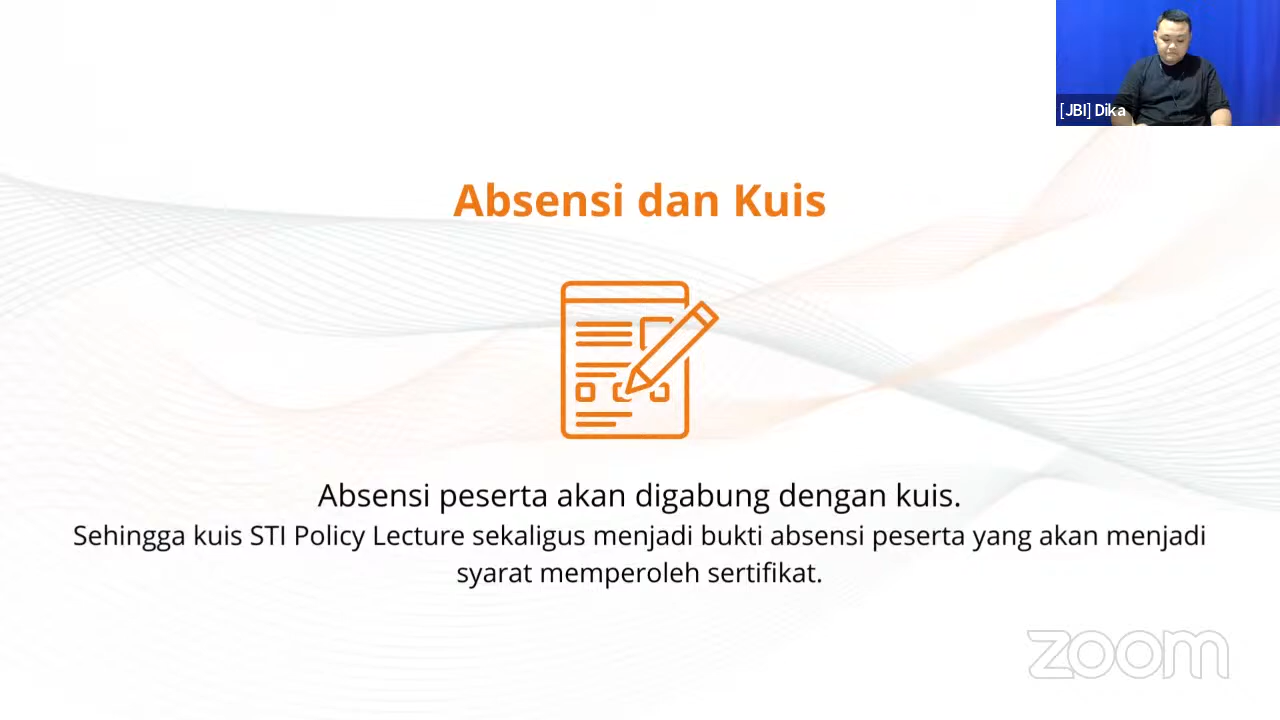 [JBI] Dika
Absensi dan Kuis
Absensi peserta akan digabung dengan kuis.
Sehingga kuis STI Policy Lecture sekaligus menjadi bukti absensi peserta yang akan menjadi
syarat memperoleh sertifikat.
zoom